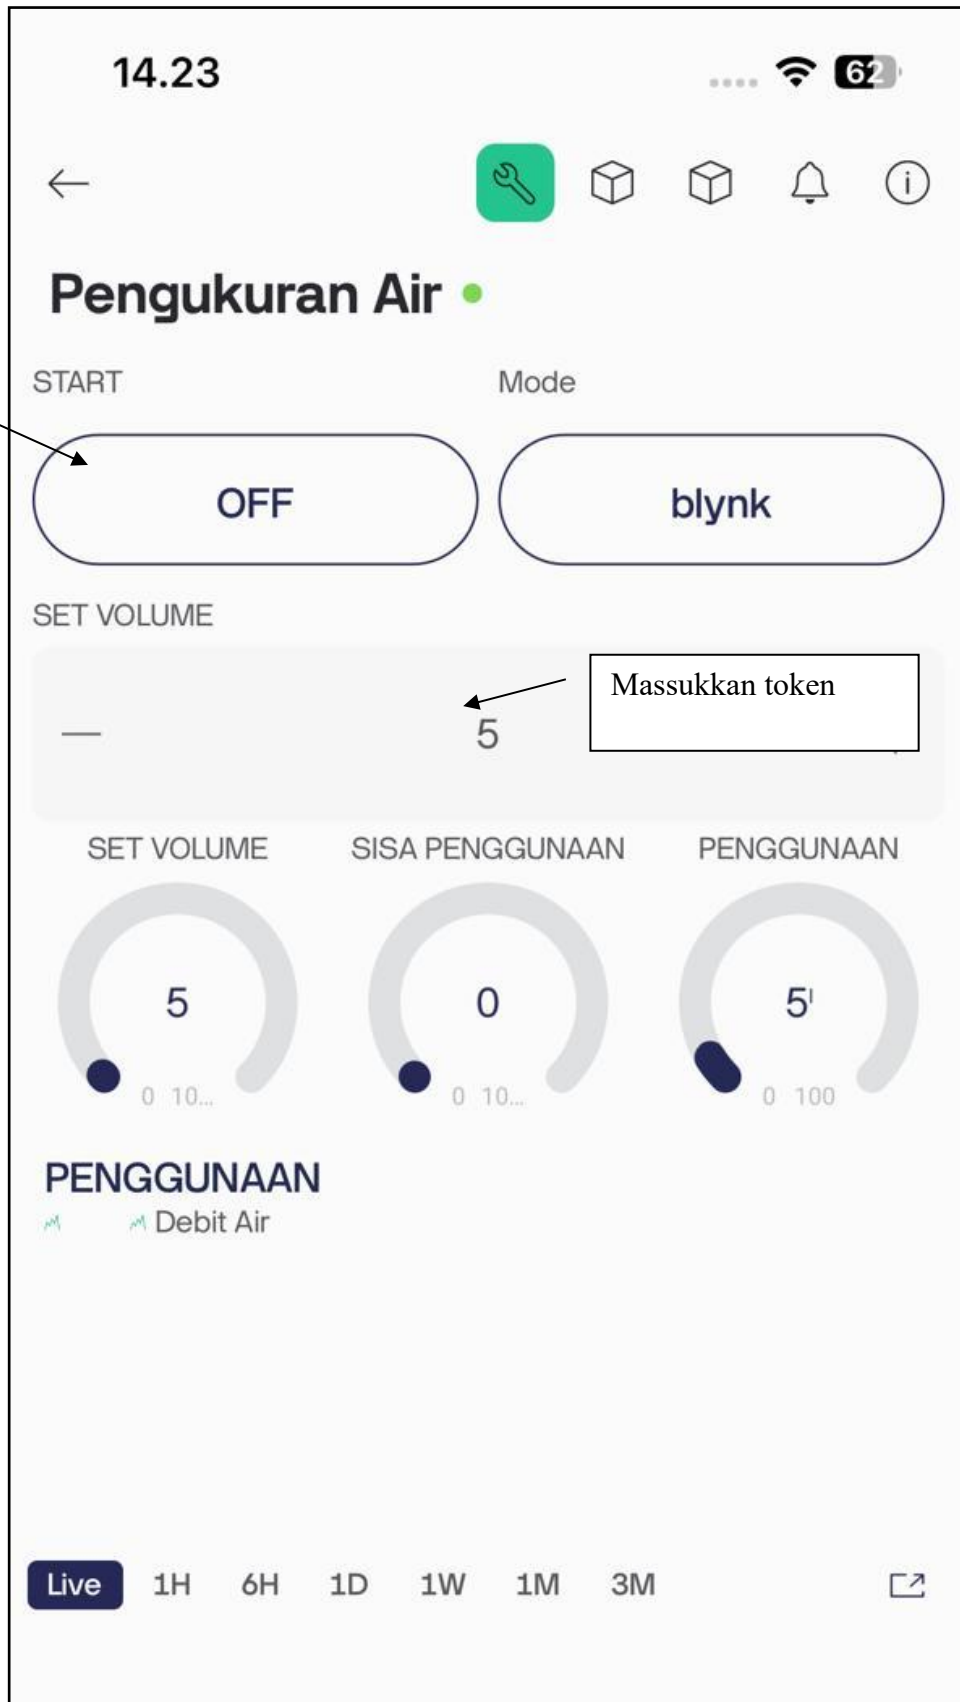 14.23
62
Pengukuran Air
START
Mode
OFF
blynk
SET VOLUME
Massukkan token
5
SET VOLUME
SISA PENGGUNAAN
PENGGUNAAN
5
0
5l
0 10...
0 10...
0 100
PENGGUNAAN
Debit Air
Live 1H 6H 1D 1W 1M 3M